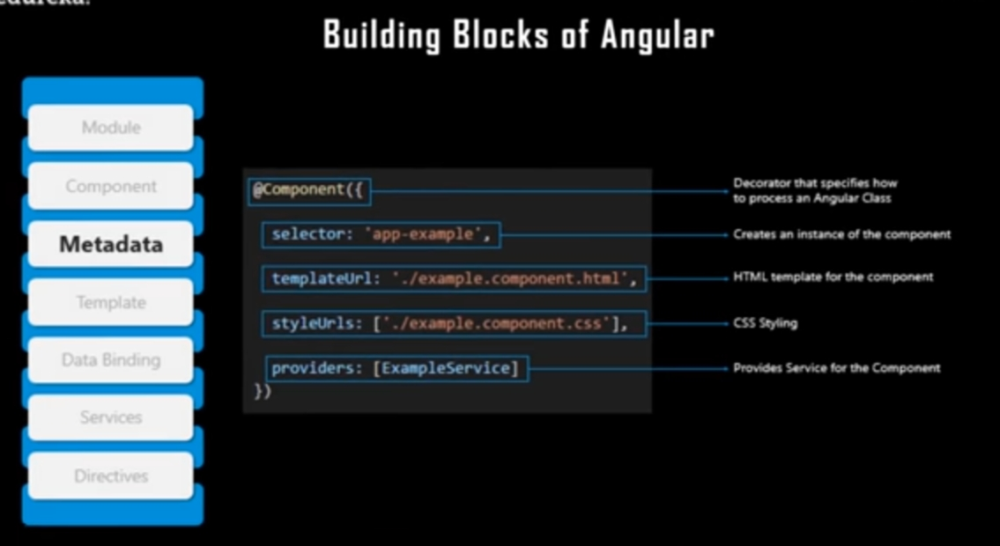 edureka!
Building Blocks of Angular
Module
Component
Metadata
Template
Data Binding
Services
Directives
@Component({
selector: 'app-example',
templateUrl: './example.component.html',
styleUrls: ['./example.component.css'],
providers: [ExampleService]
})
Decorator that specifies how
to process an Angular Class
Creates an instance of the component
HTML template for the component
CSS Styling
Provides Service for the Component